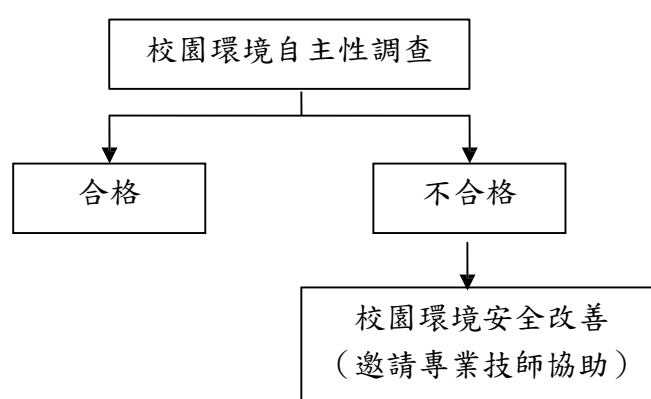 校園環境自主性調查
合格
不合格
校園環境安全改善
（邀請專業技師協助）